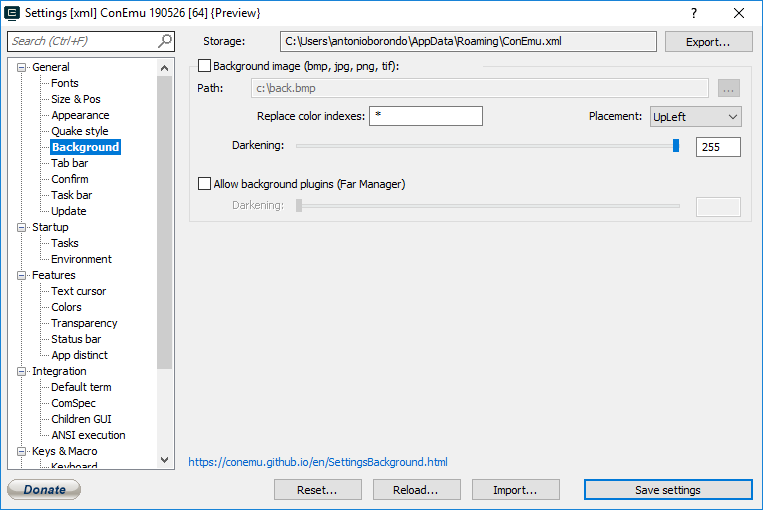 Settings [xml] ConEmu 190526 [64] {Preview}
Search (Ctrl+F)
Storage: C:\Users\antonioborondo\AppData\Roaming\ConEmu.xml Export...
General
Fonts
Size & Pos
Appearance
Quake style
Background
Tab bar
Confirm
Task bar
Update
Startup
Tasks
Environment
Features
Text cursor
Colors
Transparency
Status bar
App distinct
Integration
Default term
ComSpec
Children GUI
ANSI execution
Keys & Macro
Keyboard
Background image (bmp, jpg, png, tif):
Path: c:\back.bmp ...
Replace color indexes: * Placement: UpLeft
Darkening: 255
Allow background plugins (Far Manager)
Darkening:
https://conemu.github.io/en/SettingsBackground.html
Donate Reset... Reload... Import... Save settings